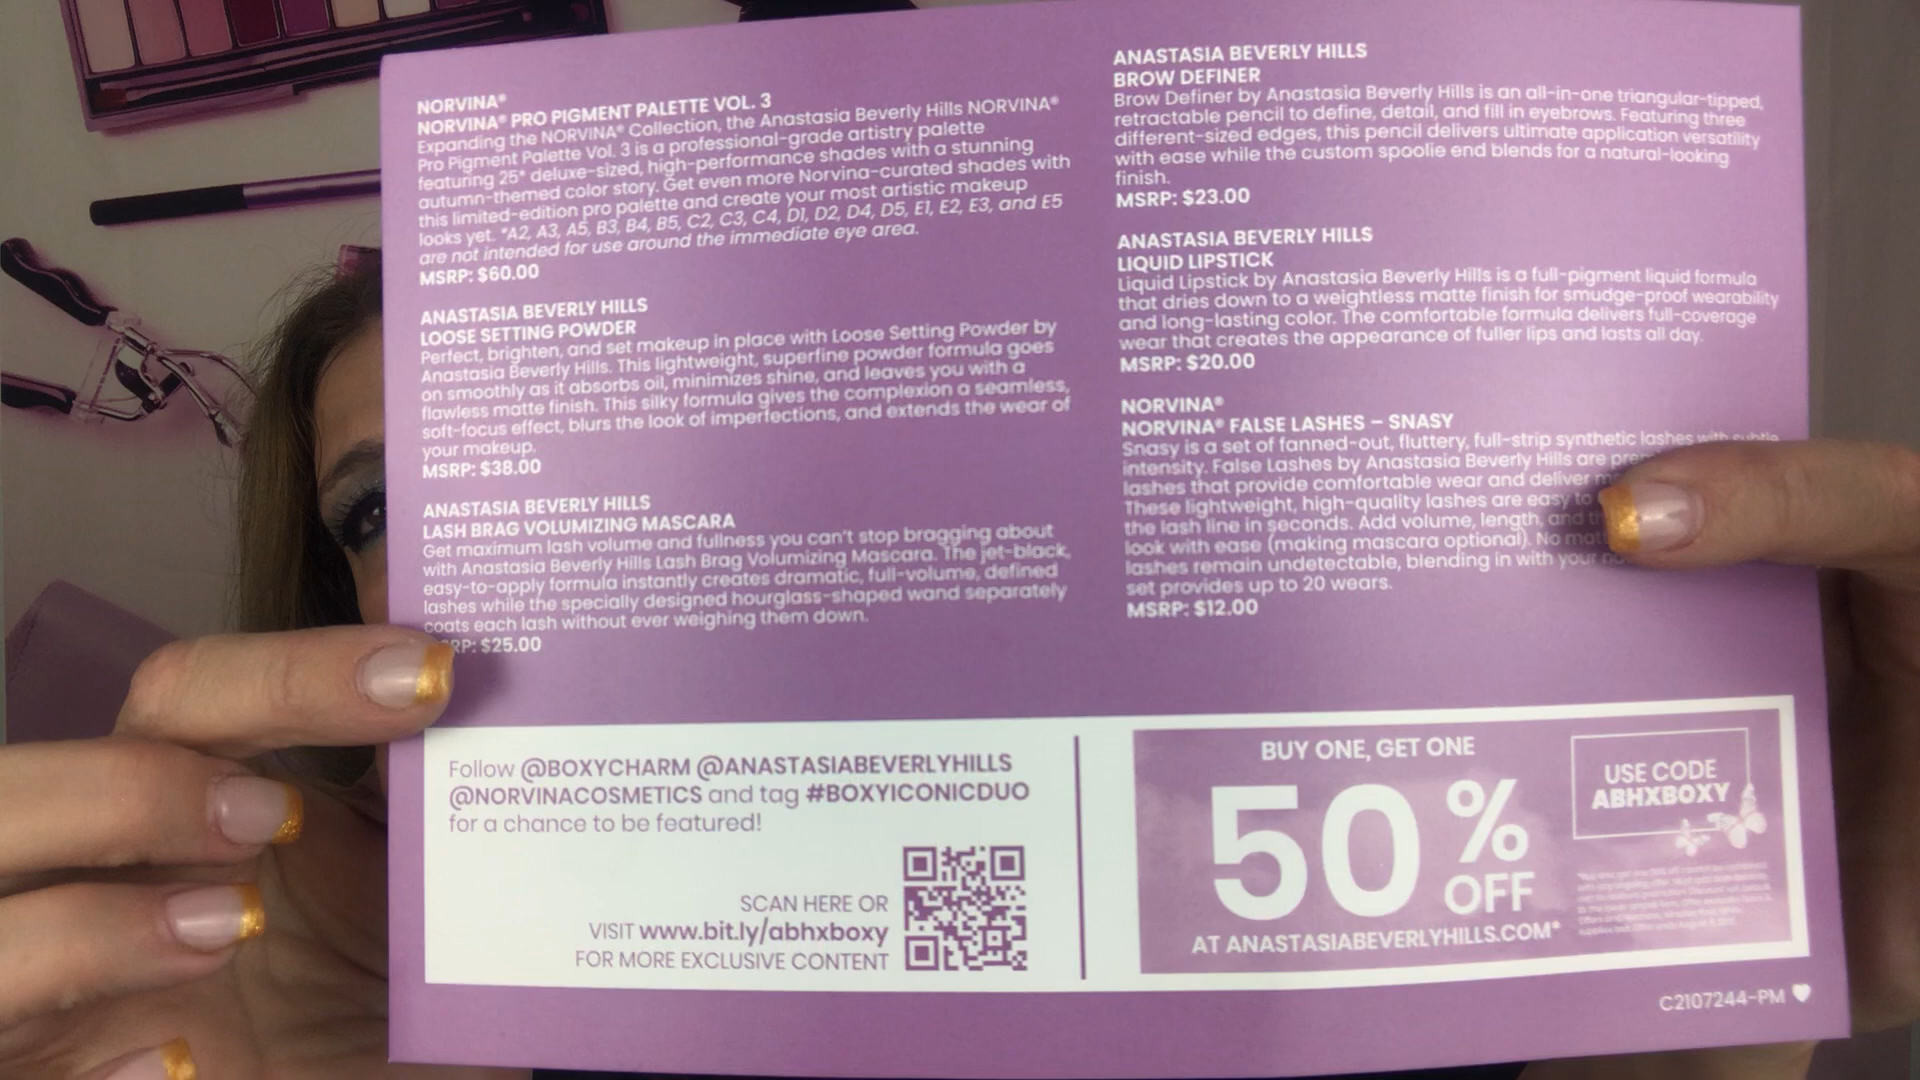 NORVINA®
NORVINA® PRO PIGMENT PALETTE VOL. 3
Expanding the NORVINA® Collection, the Anastasia Beverly Hills NORVINA®
Pro Pigment Palette Vol. 3 is a professional-grade artistry palette
featuring 25* deluxe-sized, high-performance shades with a stunning
autumn-themed color story. Get even more Norvina-curated shades with
this limited-edition pro palette and create your most artistic makeup
looks yet. *A2, A3, A5, B3, B4, B5, C2, C3, C4, D1, D2, D4, D5, E1, E2, E3, and E5
are not intended for use around the immediate eye area.
MSRP: $60.00
ANASTASIA BEVERLY HILLS
LOOSE SETTING POWDER
Perfect, brighten, and set makeup in place with Loose Setting Powder by
Anastasia Beverly Hills. This lightweight, superfine powder formula goes
on smoothly as it absorbs oil, minimizes shine, and leaves you with a
flawless matte finish. This silky formula gives the complexion a seamless,
soft-focus effect, blurs the look of imperfections, and extends the wear of
your makeup.
MSRP: $38.00
ANASTASIA BEVERLY HILLS
LASH BRAG VOLUMIZING MASCARA
Get maximum lash volume and fullness you can't stop bragging about
with Anastasia Beverly Hills Lash Brag Volumizing Mascara. The jet-black,
easy-to-apply formula instantly creates dramatic, full-volume, defined
lashes while the specially designed hourglass-shaped wand separately
coats each lash without ever weighing them down.
RP: $25.00
ANASTASIA BEVERLY HILLS
BROW DEFINER
Brow Definer by Anastasia Beverly Hills is an all-in-one triangular-tipped,
retractable pencil to define, detail, and fill in eyebrows. Featuring three
different-sized edges, this pencil delivers ultimate application versatility
with ease while the custom spoolie end blends for a natural-looking
finish.
MSRP: $23.00
ANASTASIA BEVERLY HILLS
LIQUID LIPSTICK
Liquid Lipstick by Anastasia Beverly Hills is a full-pigment liquid formula
that dries down to a weightless matte finish for smudge-proof wearability
and long-lasting color. The comfortable formula delivers full-coverage
wear that creates the appearance of fuller lips and lasts all day.
MSRP: $20.00
NORVINA®
NORVINA® FALSE LASHES – SNASY
Snasy is a set of fanned-out, fluttery, full-strip synthetic lashes with subtle
intensity. False Lashes by Anastasia Beverly Hills are
lashes that provide comfortable wear and deliver
These lightweight, high-quality lashes are easy to
the lash line in seconds. Add volume, length, and
look with ease (making mascara optional). No
lashes remain undetectable, blending in with your
set provides up to 20 wears.
MSRP: $12.00
Follow @BOXYCHARM @ANASTASIABEVERLYHILLS
@NORVINACOSMETICS and tag #BOXYICONICDUO
for a chance to be featured!
SCAN HERE OR
VISIT www.bit.ly/abhxboxy
FOR MORE EXCLUSIVE CONTENT
BUY ONE, GET ONE
50% OFF
AT ANASTASIABEVERLYHILLS.COM*
USE CODE
ABHXBOXY
C2107244-PM